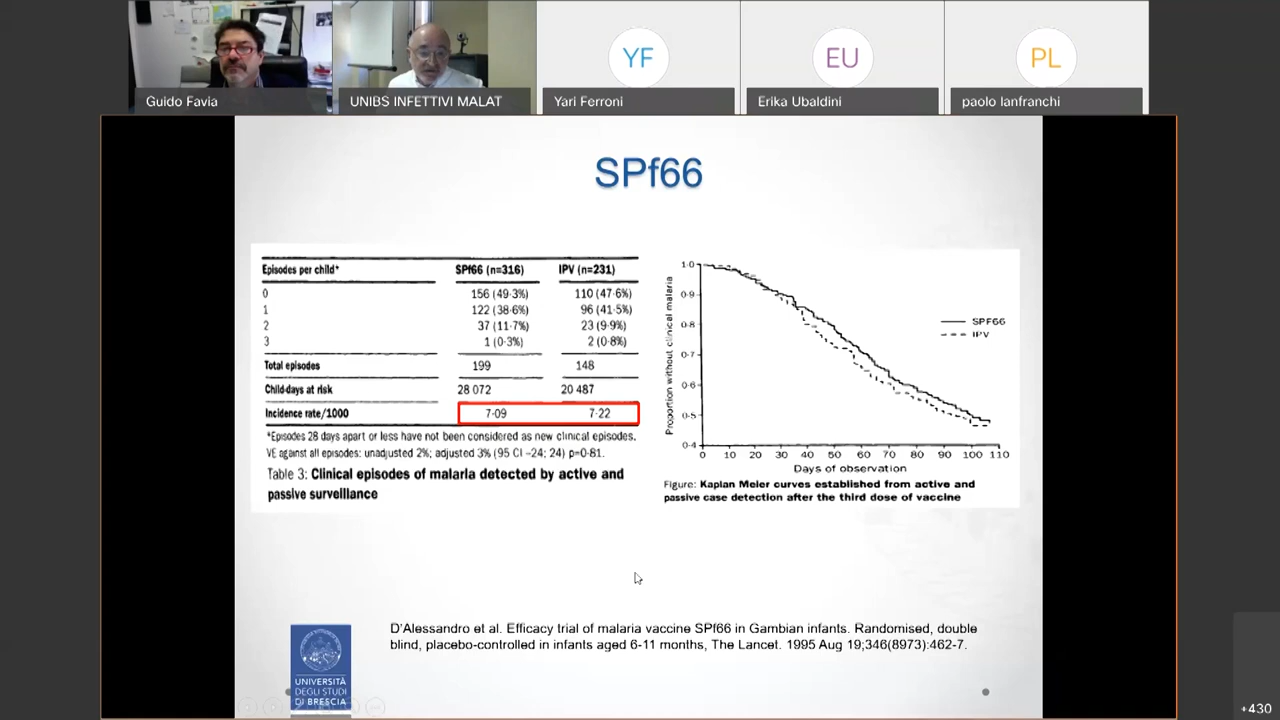 YF
EU
PL
Guido Favia
UNIBS INFETTIVI MALAT
Yari Ferroni
Erika Ubaldini
paolo lanfranchi
SPf66
Episodes per child* SPf66 (n=316) IPV (n=231)
0 156 (49·3%) 110 (47·6%)
1 122 (38·6%) 96 (41·5%)
2 37 (11·7%) 23 (9·9%)
3 1 (0·3%) 2 (0·8%)
Total episodes 199 148
Child-days at risk 28 072 20 487
Incidence rate/1000 7·09 7·22
*Episodes 28 days apart or less have not been considered as new clinical episodes.
VE against all episodes: unadjusted 2%; adjusted 3% (95 CI –24; 24) p=0·81.
Table 3: Clinical episodes of malaria detected by active and
passive surveillance
Proportion without clinical malaria
1·0
0·9
0·8
0·7
0·6
0·5
0·4
SPF66
IPV
0 10 20 30 40 50 60 70 80 90 100 110
Days of observation
Figure: Kaplan Meier curves established from active and
passive case detection after the third dose of vaccine
D'Alessandro et al. Efficacy trial of malaria vaccine SPf66 in Gambian infants. Randomised, double
blind, placebo-controlled in infants aged 6-11 months, The Lancet. 1995 Aug 19;346(8973):462-7.
UNIVERSITÀ
DEGLI STUDI
DI BRESCIA
+430